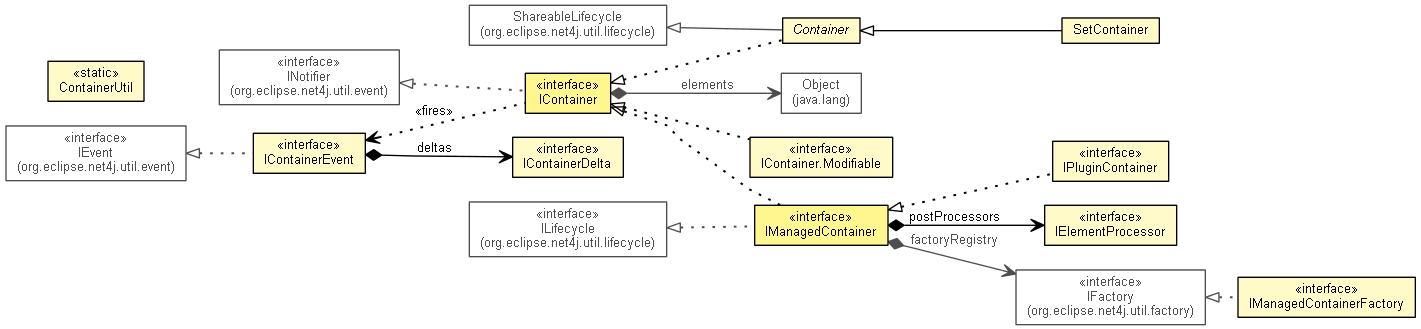 ShareableLifecycle
(org.eclipse.net4j.util.lifecycle)
Container
SetContainer
«static»
ContainerUtil
«interface»
INotifier
(org.eclipse.net4j.util.event)
«interface»
IContainer
elements
Object
(java.lang)
«fires»
«interface»
IEvent
(org.eclipse.net4j.util.event)
«interface»
IContainerEvent
deltas
«interface»
IContainerDelta
«interface»
IContainer.Modifiable
«interface»
IPluginContainer
«interface»
ILifecycle
(org.eclipse.net4j.util.lifecycle)
«interface»
IManagedContainer
postProcessors
«interface»
IElementProcessor
factoryRegistry
«interface»
IFactory
(org.eclipse.net4j.util.factory)
«interface»
IManagedContainerFactory